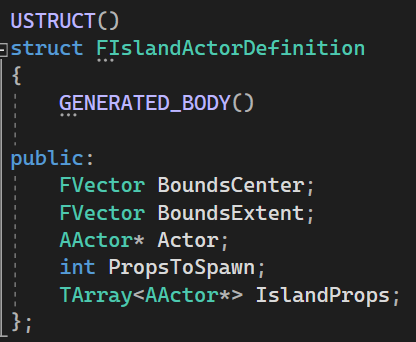 USTRUCT()
struct FIslandActorDefinition
{
GENERATED_BODY()
public:
FVector BoundsCenter;
FVector BoundsExtent;
AActor* Actor;
int PropsToSpawn;
TArray<AActor*> IslandProps;
};